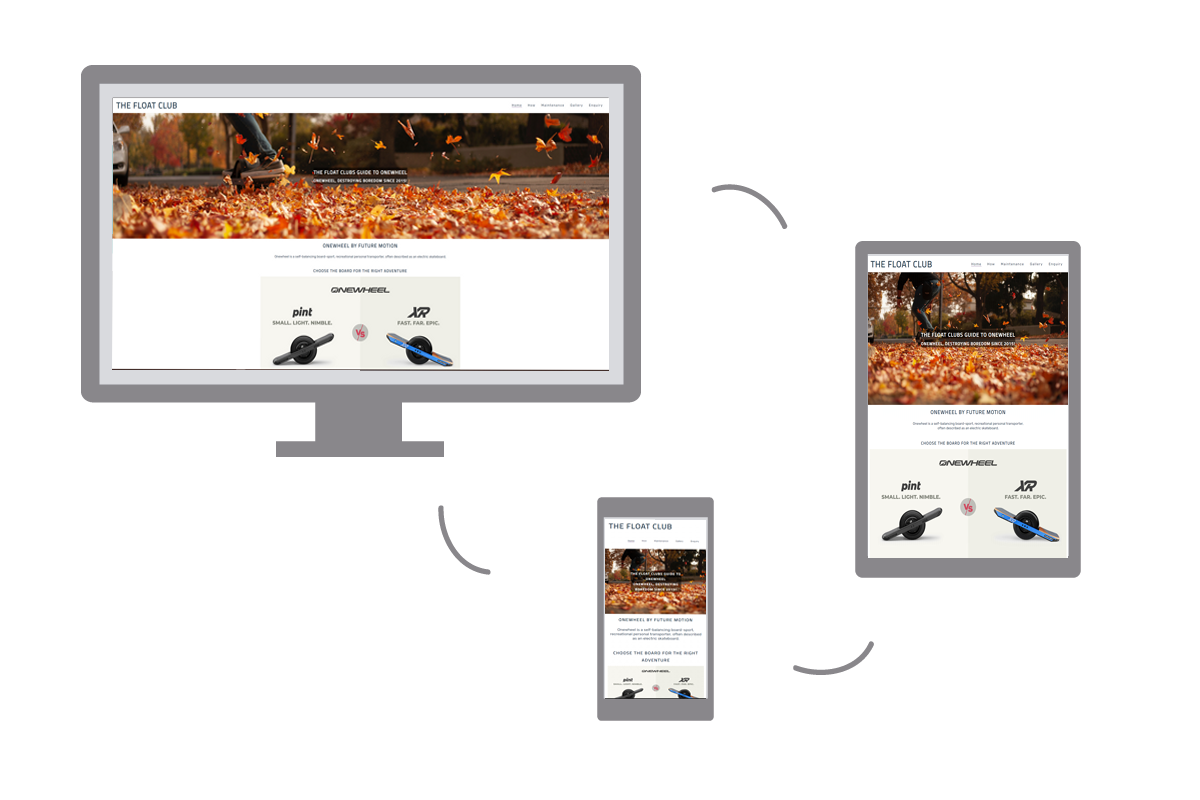 THE FLOAT CLUB
Home How Maintenance Gallery Enquiry
THE FLOAT CLUBS GUIDE TO ONEWHEEL
ONEWHEEL, DESTROYING BOREDOM SINCE 2015!
ONEWHEEL BY FUTURE MOTION
Onewheel is a self-balancing board-sport, recreational personal transporter, often described as an electric skateboard.
CHOOSE THE BOARD FOR THE RIGHT ADVENTURE
ONEWHEEL
pint
SMALL. LIGHT. NIMBLE.
VS
XR
FAST. FAR. EPIC.
THE FLOAT CLUB
Home How Maintenance Gallery Enquiry
THE FLOAT CLUBS GUIDE TO ONEWHEEL
ONEWHEEL, DESTROYING BOREDOM SINCE 2015!
ONEWHEEL BY FUTURE MOTION
Onewheel is a self-balancing board-sport, recreational personal transporter,
often described as an electric skateboard.
CHOOSE THE BOARD FOR THE RIGHT ADVENTURE
ONEWHEEL
pint
SMALL. LIGHT. NIMBLE.
VS
XR
FAST. FAR. EPIC.
THE FLOAT CLUB
Home How Maintenance Gallery Enquiry
THE FLOAT CLUBS GUIDE TO
ONEWHEEL
ONEWHEEL, DESTROYING
BOREDOM SINCE 2015!
ONEWHEEL BY FUTURE MOTION
Onewheel is a self-balancing board-sport,
recreational personal transporter, often described
as an electric skateboard.
CHOOSE THE BOARD FOR THE RIGHT
ADVENTURE
ONEWHEEL
pint
SMALL. LIGHT. NIMBLE.
VS
XR
FAST. FAR. EPIC.